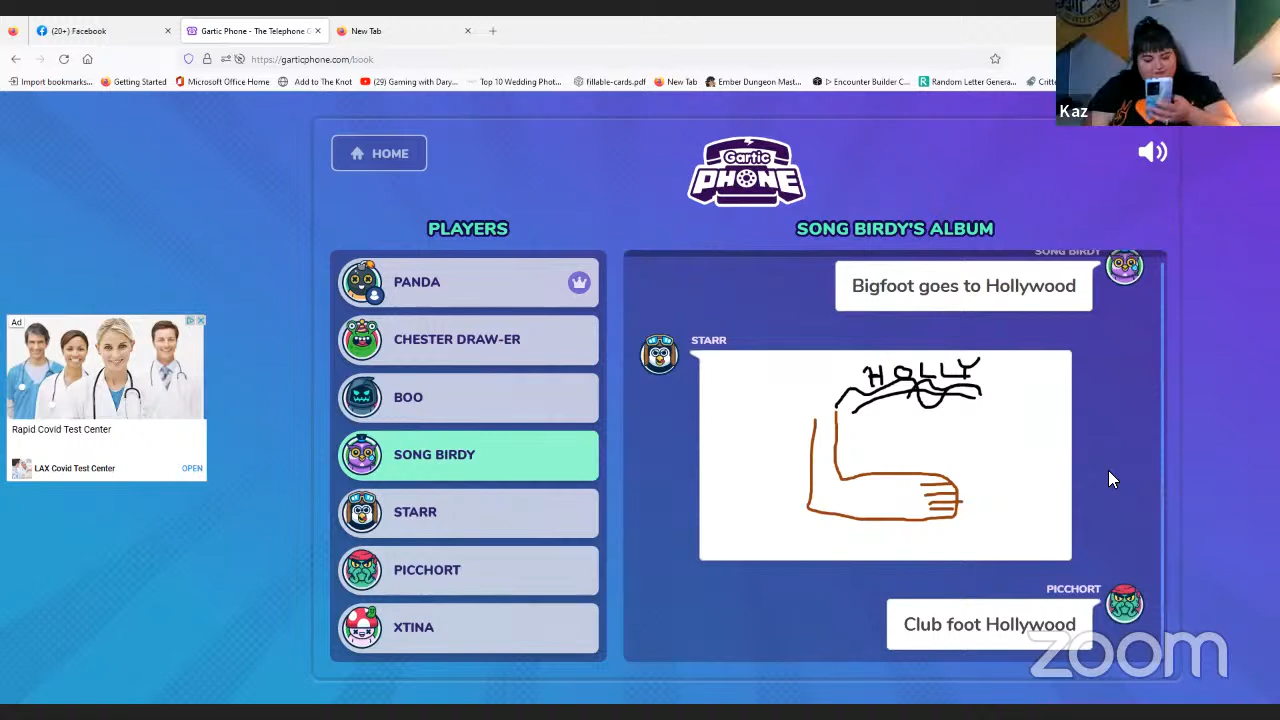 (20+) Facebook
Gartic Phone - The Telephone G
New Tab
https://garticphone.com/book
Import bookmarks...
Getting Started
Microsoft Office Home
Add to The Knot
(29) Gaming with Dary...
Top 10 Wedding Phot...
fillable-cards.pdf
New Tab
Ember Dungeon Mast...
Encounter Builder C...
Random Letter Genera...
Kaz
HOME
Gartic
PHONE
PLAYERS
SONG BIRDY'S ALBUM
PANDA
CHESTER DRAW-ER
BOO
SONG BIRDY
STARR
PICCHORT
XTINA
SONG BIRDY
Bigfoot goes to Hollywood
STARR
HOLLY
PICCHORT
Club foot Hollywood
Ad
Rapid Covid Test Center
LAX Covid Test Center
OPEN
zoom